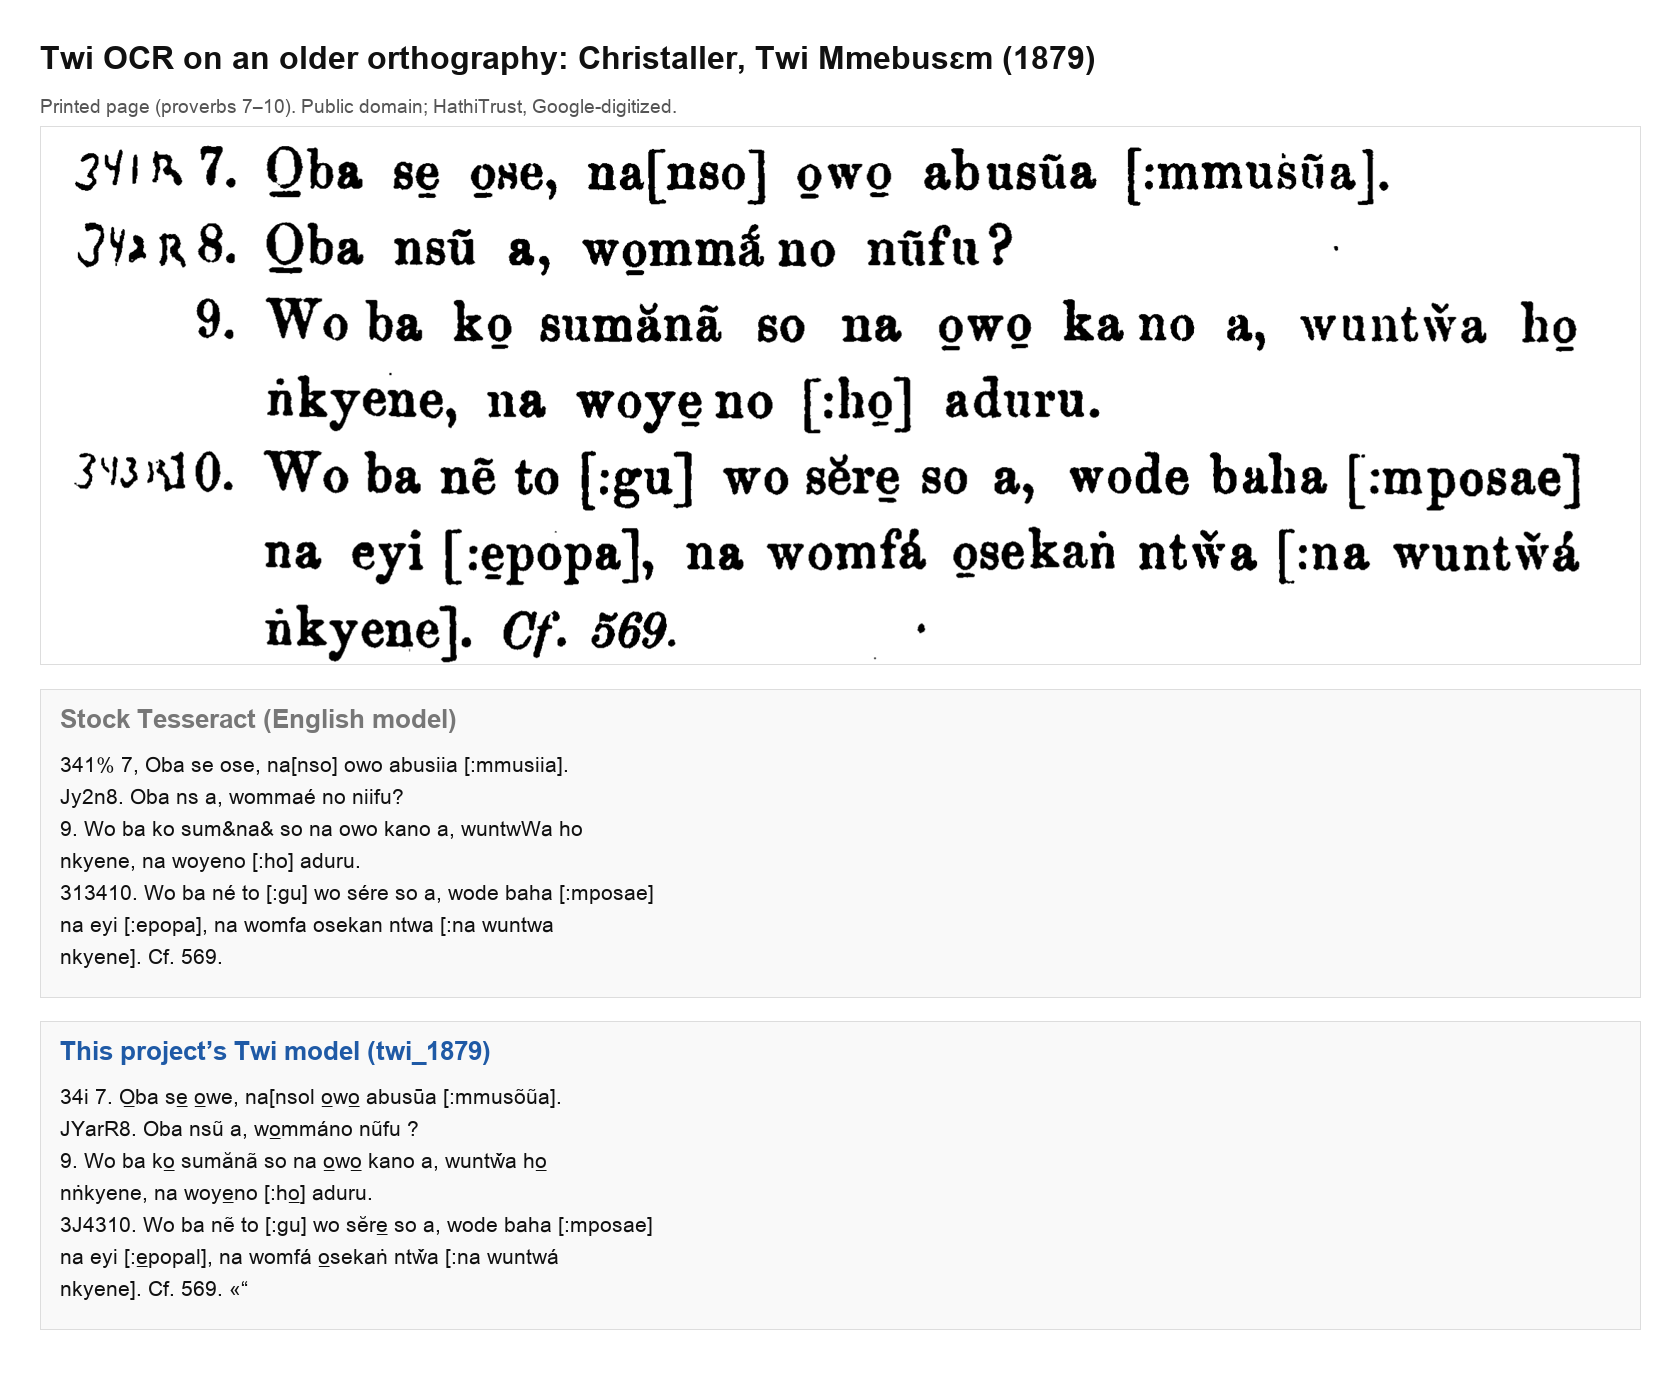 Twi OCR on an older orthography: Christaller, Twi Mmebusɛm (1879)
Printed page (proverbs 7–10). Public domain; HathiTrust, Google-digitized.
341R 7. O̲ba se̲ o̲se, na[nso] o̲wo̲ abusũa [:mmusũa].
342R 8. O̲ba nsũ a, wo̲mmã́ no nũfu?
9. Wo ba ko̲ sumănã so na o̲wo̲ ka no a, wuntw̌a ho̲
ṅkyene, na woye̲ no [:ho̲] aduru.
343R 10. Wo ba nẽ to [:gu] wo sĕre̲ so a, wode baha [:mposae]
na eyi [:e̲popa], na womfá o̲sekaṅ ntw̌a [:na wuntw̌á
ṅkyene]. Cf. 569.
Stock Tesseract (English model)
341% 7, Oba se ose, na[nso] owo abusiia [:mmusiia].
Jy2n8. Oba ns a, wommaé no niifu?
9. Wo ba ko sum&na& so na owo kano a, wuntwWa ho
nkyene, na woyeno [:ho] aduru.
313410. Wo ba né to [:gu] wo sére so a, wode baha [:mposae]
na eyi [:epopa], na womfa osekan ntwa [:na wuntwa
nkyene]. Cf. 569.
This project’s Twi model (twi_1879)
34i 7. O̲ba se̲ o̲we, na[nsol o̲wo̲ abusūa [:mmusõũa].
JYarR8. Oba nsũ a, wo̲mmáno nũfu ?
9. Wo ba ko̲ sumănã so na o̲wo̲ kano a, wuntw̌a ho̲
nṅkyene, na woye̲no [:ho̲] aduru.
3J4310. Wo ba nẽ to [:gu] wo sĕre̲ so a, wode baha [:mposae]
na eyi [:e̲popal], na womfá o̲sekaṅ ntw̌a [:na wuntwá
nkyene]. Cf. 569. «“